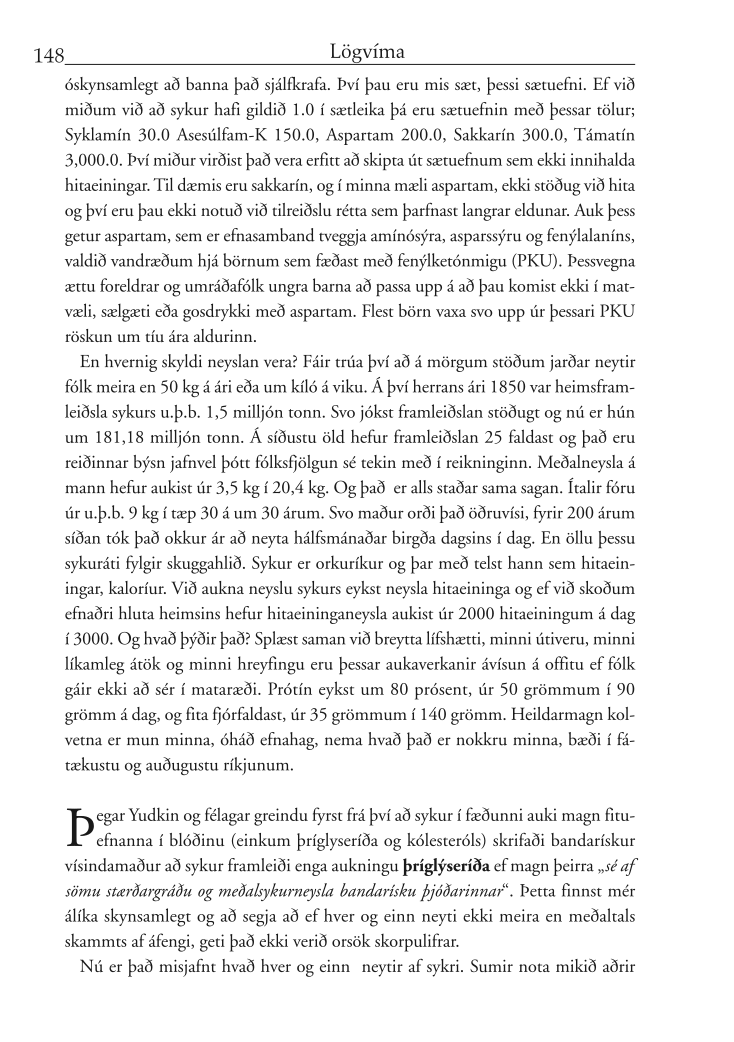 148
Lögvíma
óskynsamlegt að banna það sjálfkrafa. Því þau eru mis sæt, þessi sætuefni. Ef við
miðum við að sykur hafi gildið 1.0 í sætleika þá eru sætuefnin með þessar tölur;
Syklamín 30.0 Asesúlfam-K 150.0, Aspartam 200.0, Sakkarín 300.0, Támatín
3,000.0. Því miður virðist það vera erfitt að skipta út sætuefnum sem ekki innihalda
hitaeiningar. Til dæmis eru sakkarín, og í minna mæli aspartam, ekki stöðug við hita
og því eru þau ekki notuð við tilreiðslu rétta sem þarfnast langrar eldunar. Auk þess
getur aspartam, sem er efnasamband tveggja amínósýra, asparssýru og fenýlalaníns,
valdið vandræðum hjá börnum sem fæðast með fenýlketónmigu (PKU). Þessvegna
ættu foreldrar og umráðafólk ungra barna að passa upp á að þau komist ekki í mat-
væli, sælgæti eða gosdrykki með aspartam. Flest börn vaxa svo upp úr þessari PKU
röskun um tíu ára aldurinn.
En hvernig skyldi neyslan vera? Fáir trúa því að á mörgum stöðum jarðar neytir
fólk meira en 50 kg á ári eða um kíló á viku. Á því herrans ári 1850 var heimsfram-
leiðsla sykurs u.þ.b. 1,5 milljón tonn. Svo jókst framleiðslan stöðugt og nú er hún
um 181,18 milljón tonn. Á síðustu öld hefur framleiðslan 25 faldast og það eru
reiðinnar býsn jafnvel þótt fólksfjölgun sé tekin með í reikninginn. Meðalneysla á
mann hefur aukist úr 3,5 kg í 20,4 kg. Og það  er alls staðar sama sagan. Ítalir fóru
úr u.þ.b. 9 kg í tæp 30 á um 30 árum. Svo maður orði það öðruvísi, fyrir 200 árum
síðan tók það okkur ár að neyta hálfsmánaðar birgða dagsins í dag. En öllu þessu
sykuráti fylgir skuggahlið. Sykur er orkuríkur og þar með telst hann sem hitaein-
ingar, kaloríur. Við aukna neyslu sykurs eykst neysla hitaeininga og ef við skoðum
efnaðri hluta heimsins hefur hitaeininganeysla aukist úr 2000 hitaeiningum á dag
í 3000. Og hvað þýðir það? Splæst saman við breytta lífshætti, minni útiveru, minni
líkamleg átök og minni hreyfingu eru þessar aukaverkanir ávísun á offitu ef fólk
gáir ekki að sér í mataræði. Prótín eykst um 80 prósent, úr 50 grömmum í 90
grömm á dag, og fita fjórfaldast, úr 35 grömmum í 140 grömm. Heildarmagn kol-
vetna er mun minna, óháð efnahag, nema hvað það er nokkru minna, bæði í fá-
tækustu og auðugustu ríkjunum.
Þegar Yudkin og félagar greindu fyrst frá því að sykur í fæðunni auki magn fitu-
efnanna í blóðinu (einkum þríglyseríða og kólesteróls) skrifaði bandarískur
vísindamaður að sykur framleiði enga aukningu þríglýseríða ef magn þeirra „sé af
sömu stærðargráðu og meðalsykurneysla bandarísku þjóðarinnar“. Þetta finnst mér
álíka skynsamlegt og að segja að ef hver og einn neyti ekki meira en meðaltals
skammts af áfengi, geti það ekki verið orsök skorpulifrar.
Nú er það misjafnt hvað hver og einn  neytir af sykri. Sumir nota mikið aðrir